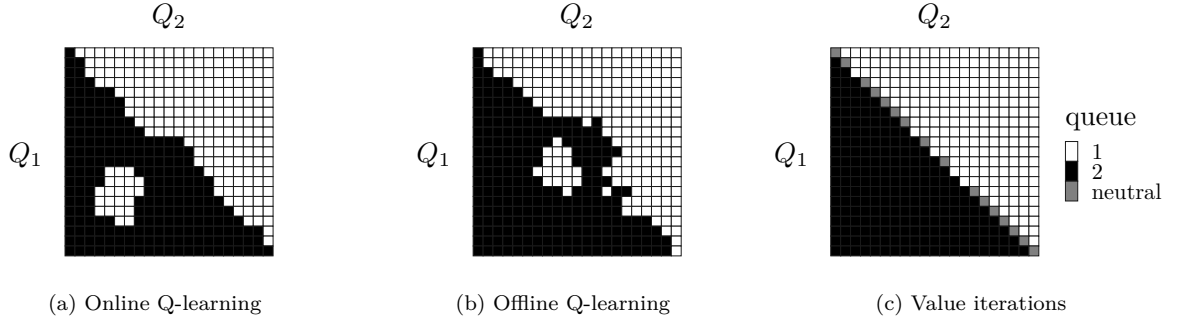 Q2
Q1
(a) Online Q-learning
Q2
Q1
(b) Offline Q-learning
Q2
Q1
(c) Value iterations
queue
1
2
neutral